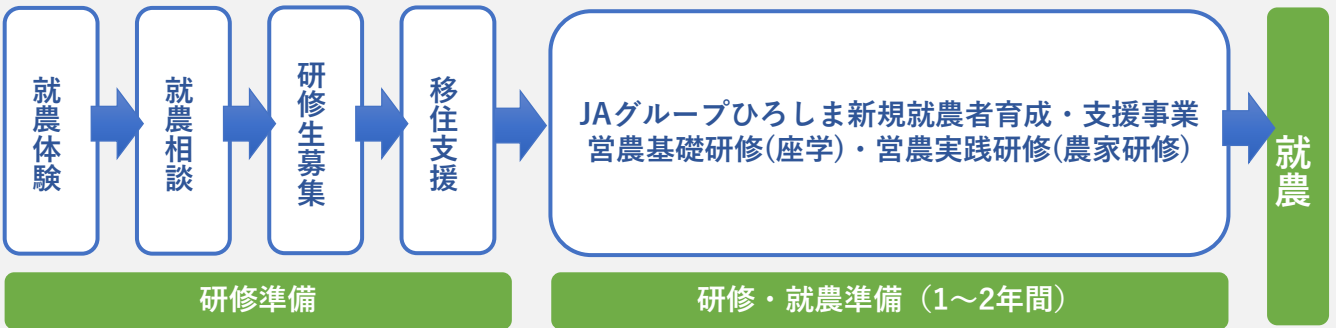 就農体験
就農相談
研修生募集
移住支援
JAグループひろしま新規就農者育成・支援事業
営農基礎研修(座学)・営農実践研修(農家研修)
就農
研修準備
研修・就農準備（1～2年間）